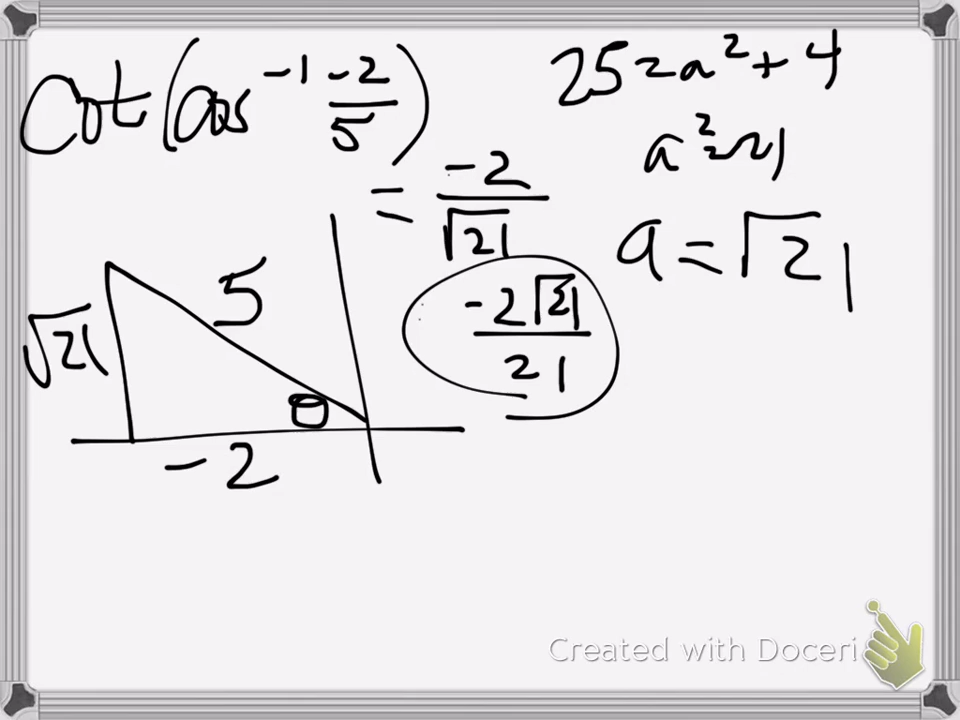 cot(cos⁻¹ -2/5)
= -2/√21
-2√21/21
25=a²+4
a²=21
a=√21
√21
5
-2
Created with Doceri